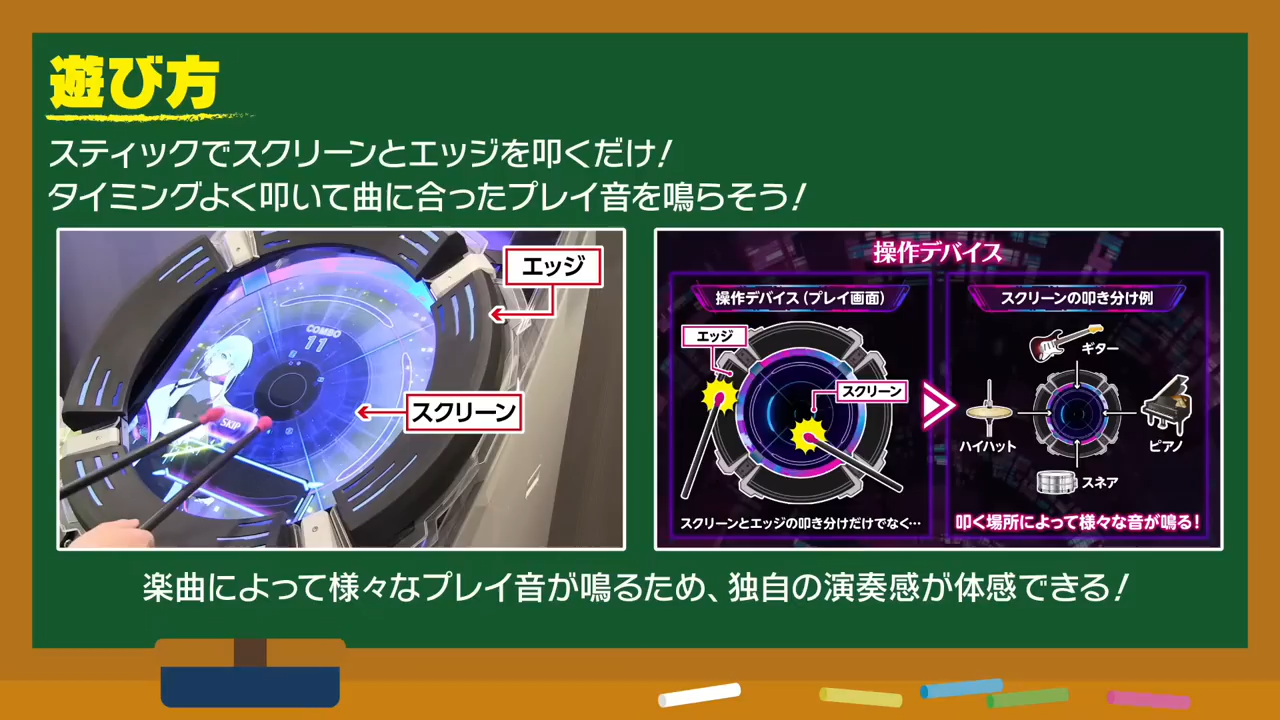 遊び方
スティックでスクリーンとエッジを叩くだけ！
タイミングよく叩いて曲に合ったプレイ音を鳴らそう！
エッジ
COMBO
11
スクリーン
SKIP
操作デバイス
操作デバイス（プレイ画面）
エッジ
スクリーン
スクリーンとエッジの叩き分けだけでなく…
スクリーンの叩き分け例
ギター
ハイハット
ピアノ
スネア
叩く場所によって様々な音が鳴る！
楽曲によって様々なプレイ音が鳴るため、独自の演奏感が体感できる！